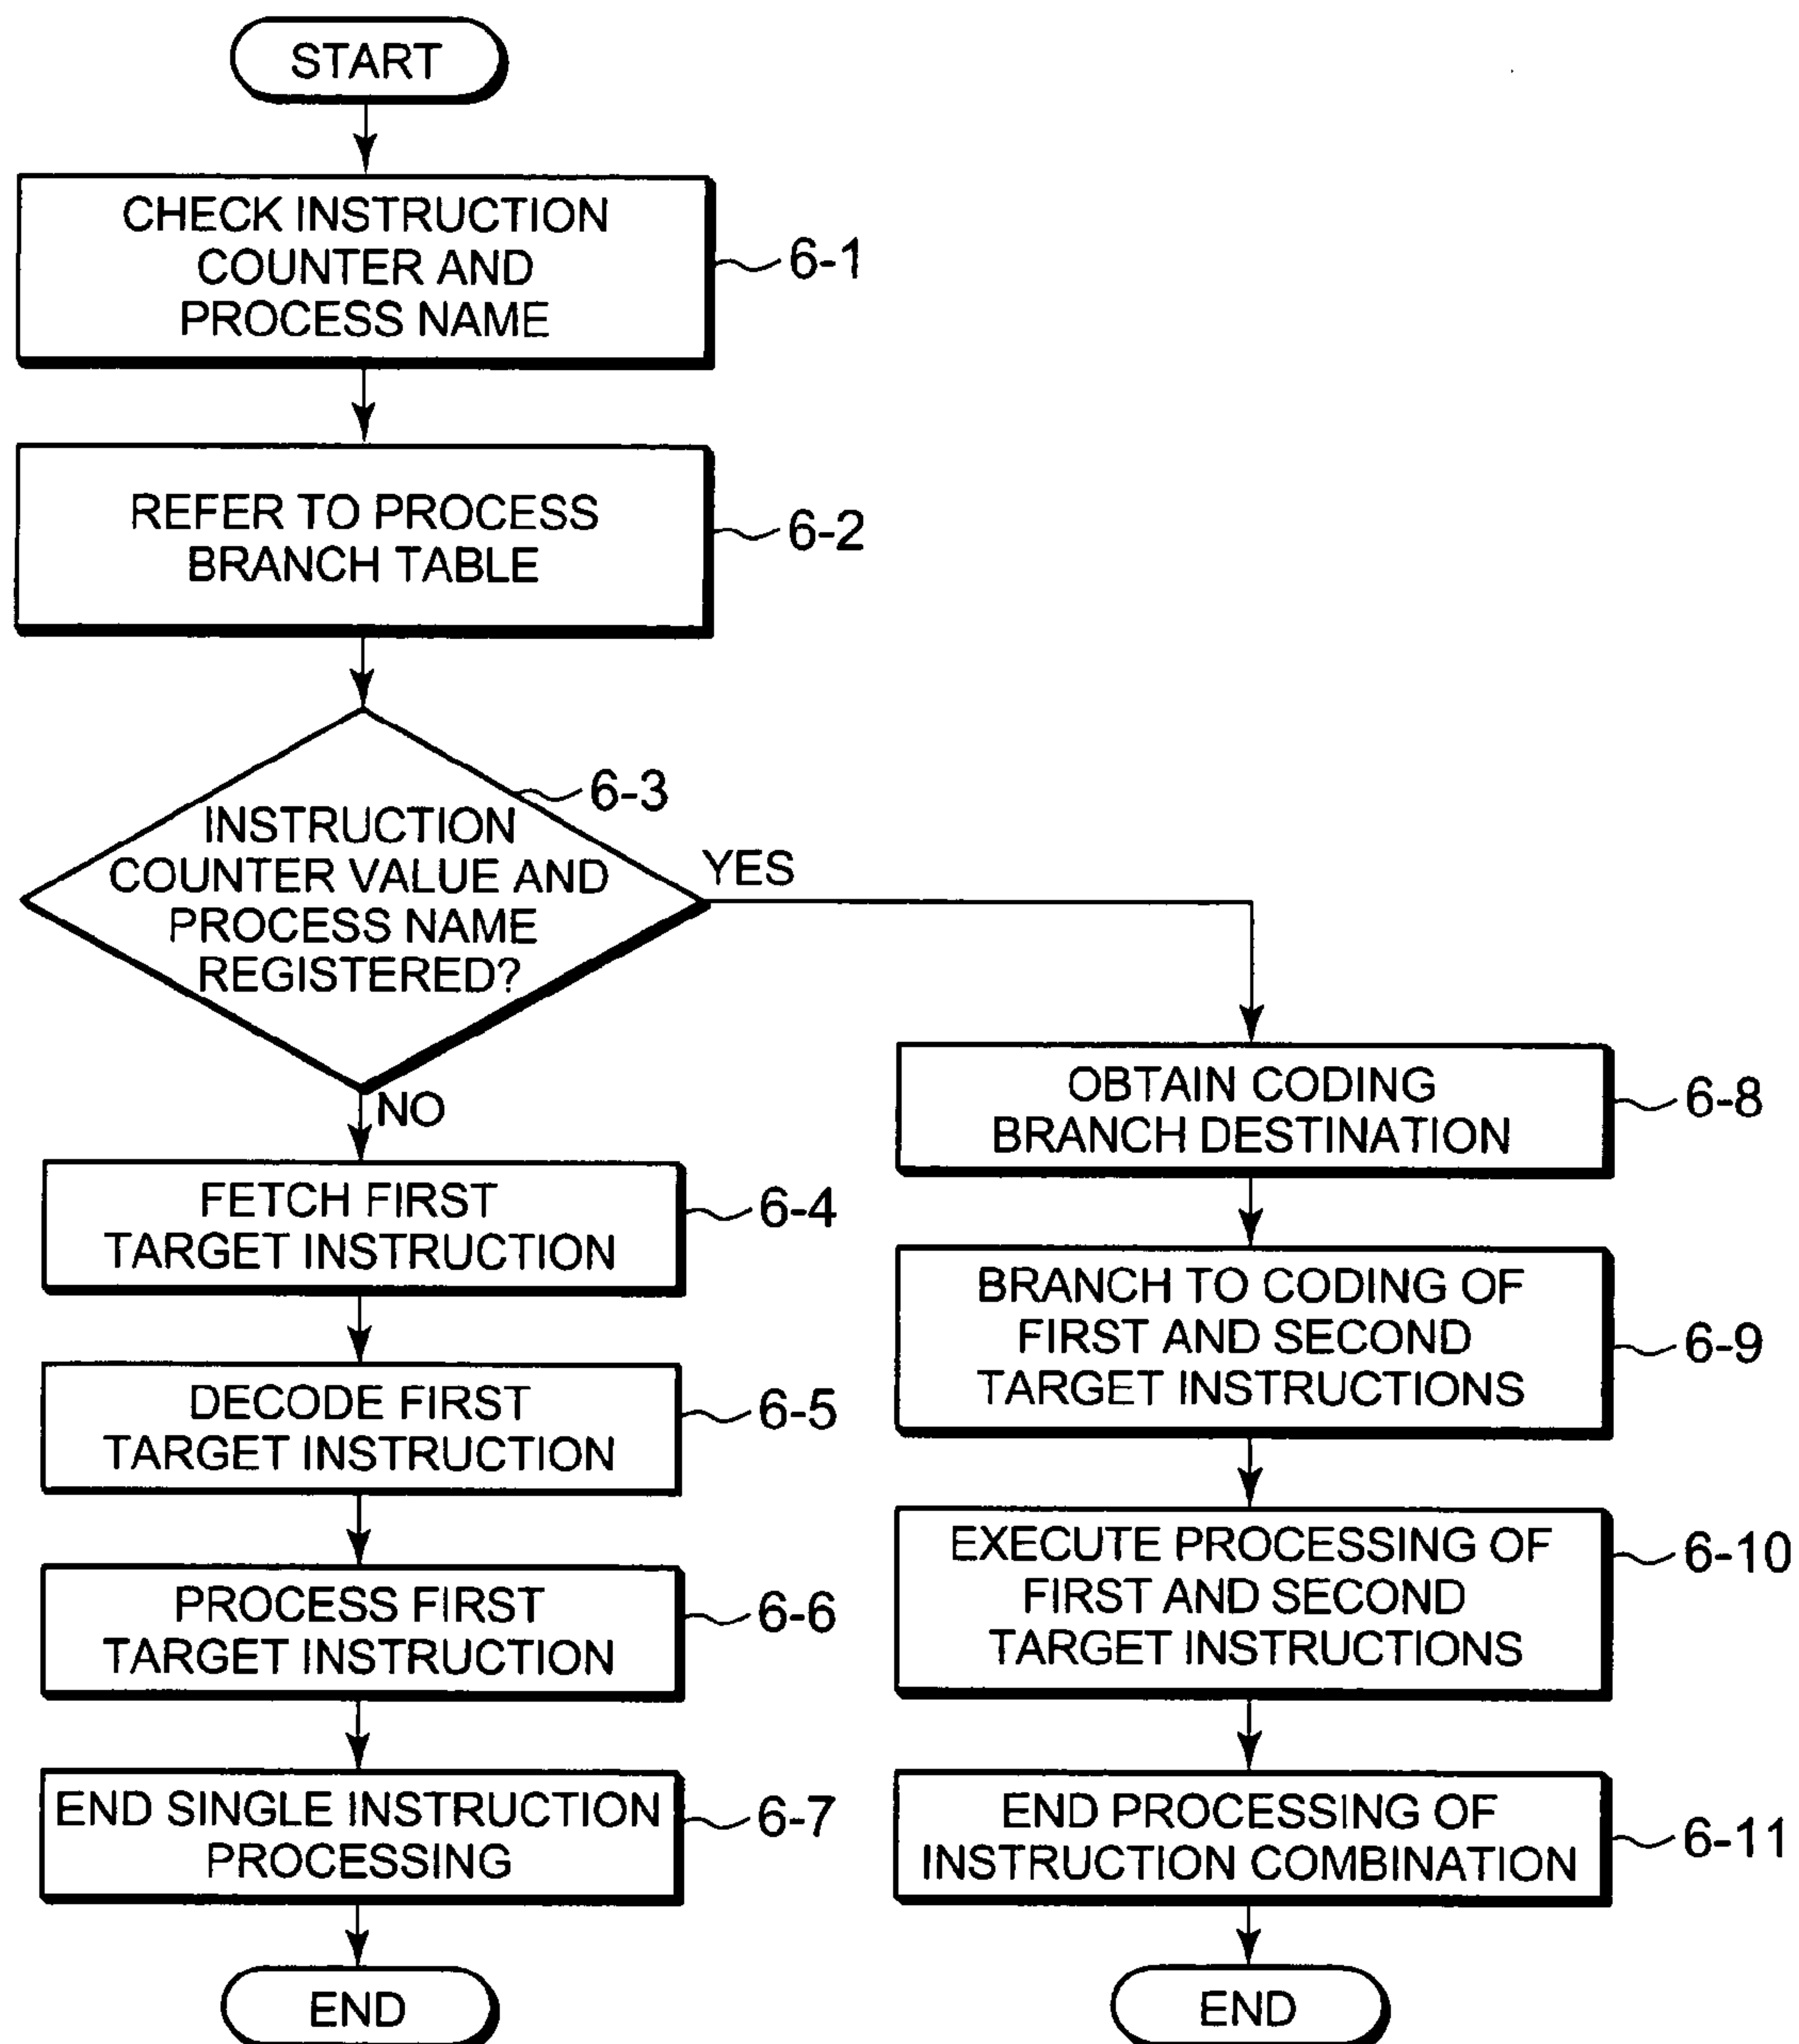 START
CHECK INSTRUCTION
COUNTER AND
PROCESS NAME
6-1
REFER TO PROCESS
BRANCH TABLE
6-2
6-3
INSTRUCTION
COUNTER VALUE AND
PROCESS NAME
REGISTERED?
YES
NO
FETCH FIRST
TARGET INSTRUCTION
6-4
DECODE FIRST
TARGET INSTRUCTION
6-5
PROCESS FIRST
TARGET INSTRUCTION
6-6
END SINGLE INSTRUCTION
PROCESSING
6-7
END
OBTAIN CODING
BRANCH DESTINATION
6-8
BRANCH TO CODING OF
FIRST AND SECOND
TARGET INSTRUCTIONS
6-9
EXECUTE PROCESSING OF
FIRST AND SECOND
TARGET INSTRUCTIONS
6-10
END PROCESSING OF
INSTRUCTION COMBINATION
6-11
END